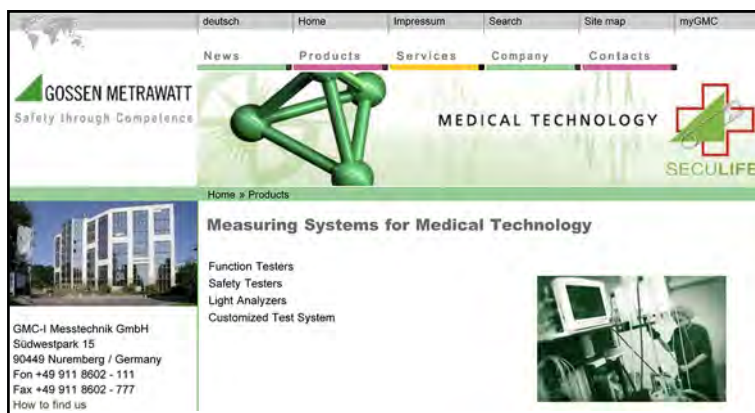 deutsch Home Impressum Search Site map myGMC
News Products Services Company Contacts
GOSSEN METRAWATT
Safety through Competence
MEDICAL TECHNOLOGY
SECULIFE
Home » Products
Measuring Systems for Medical Technology
Function Testers
Safety Testers
Light Analyzers
Customized Test System
GMC-I Messtechnik GmbH
Südwestpark 15
90449 Nuremberg / Germany
Fon +49 911 8602 - 111
Fax +49 911 8602 - 777
How to find us